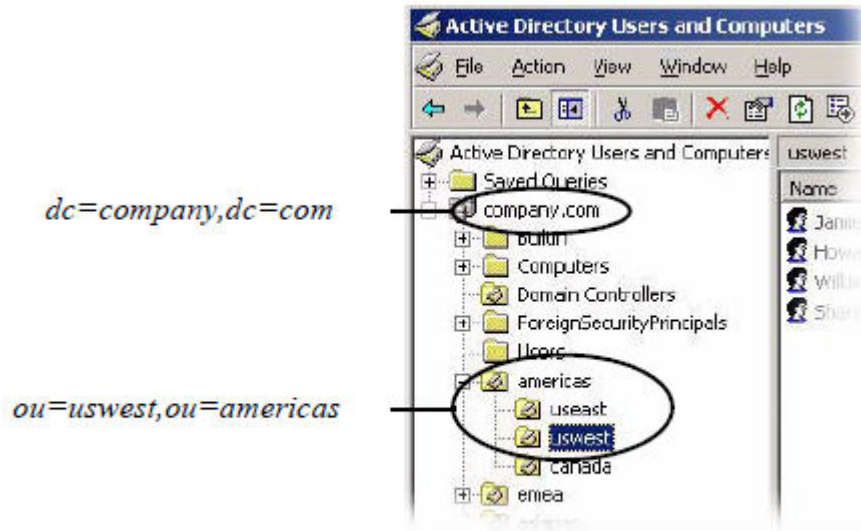 Active Directory Users and Computers
File Action View Window Help
Active Directory Users and Computers
uswest
Saved Queries
Name
dc=company,dc=com
company.com
Builtin
Computers
Domain Controllers
ForeignSecurityPrincipals
Users
americas
ou=uswest,ou=americas
useast
uswest
canada
emea